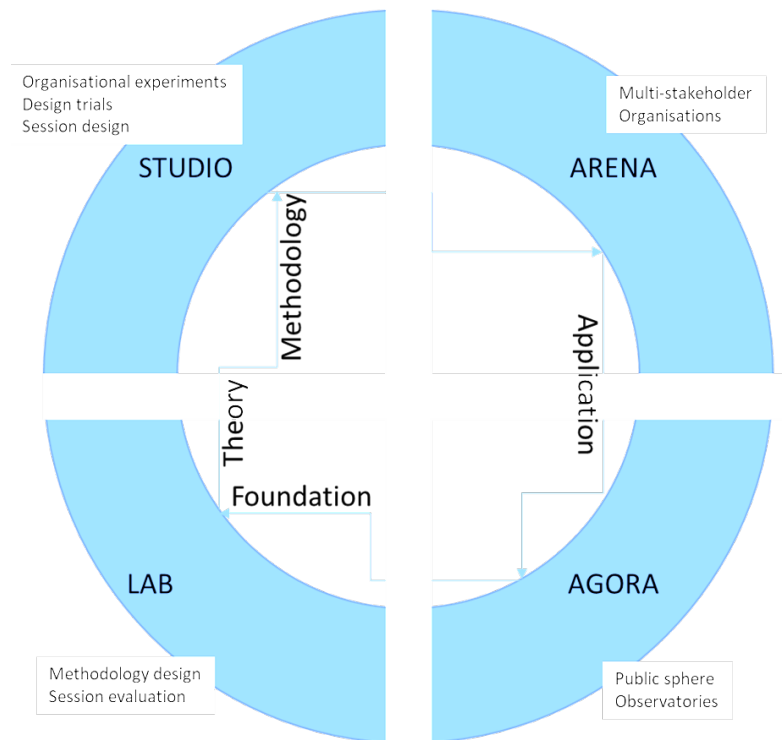 Organisational experiments
Design trials
Session design
STUDIO
Multi-stakeholder
Organisations
ARENA
Methodology
Application
Theory
Foundation
LAB
AGORA
Methodology design
Session evaluation
Public sphere
Observatories